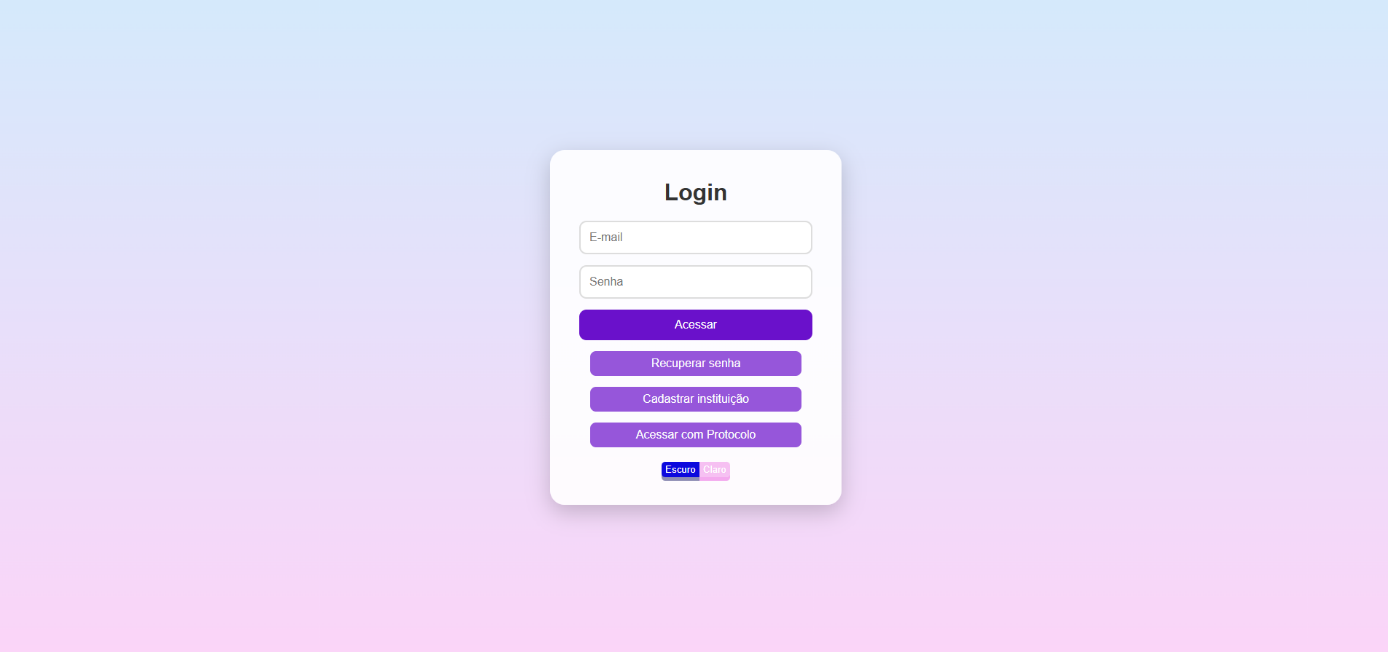 Login
E-mail
Senha
Acessar
Recuperar senha
Cadastrar instituição
Acessar com Protocolo
Escuro Claro